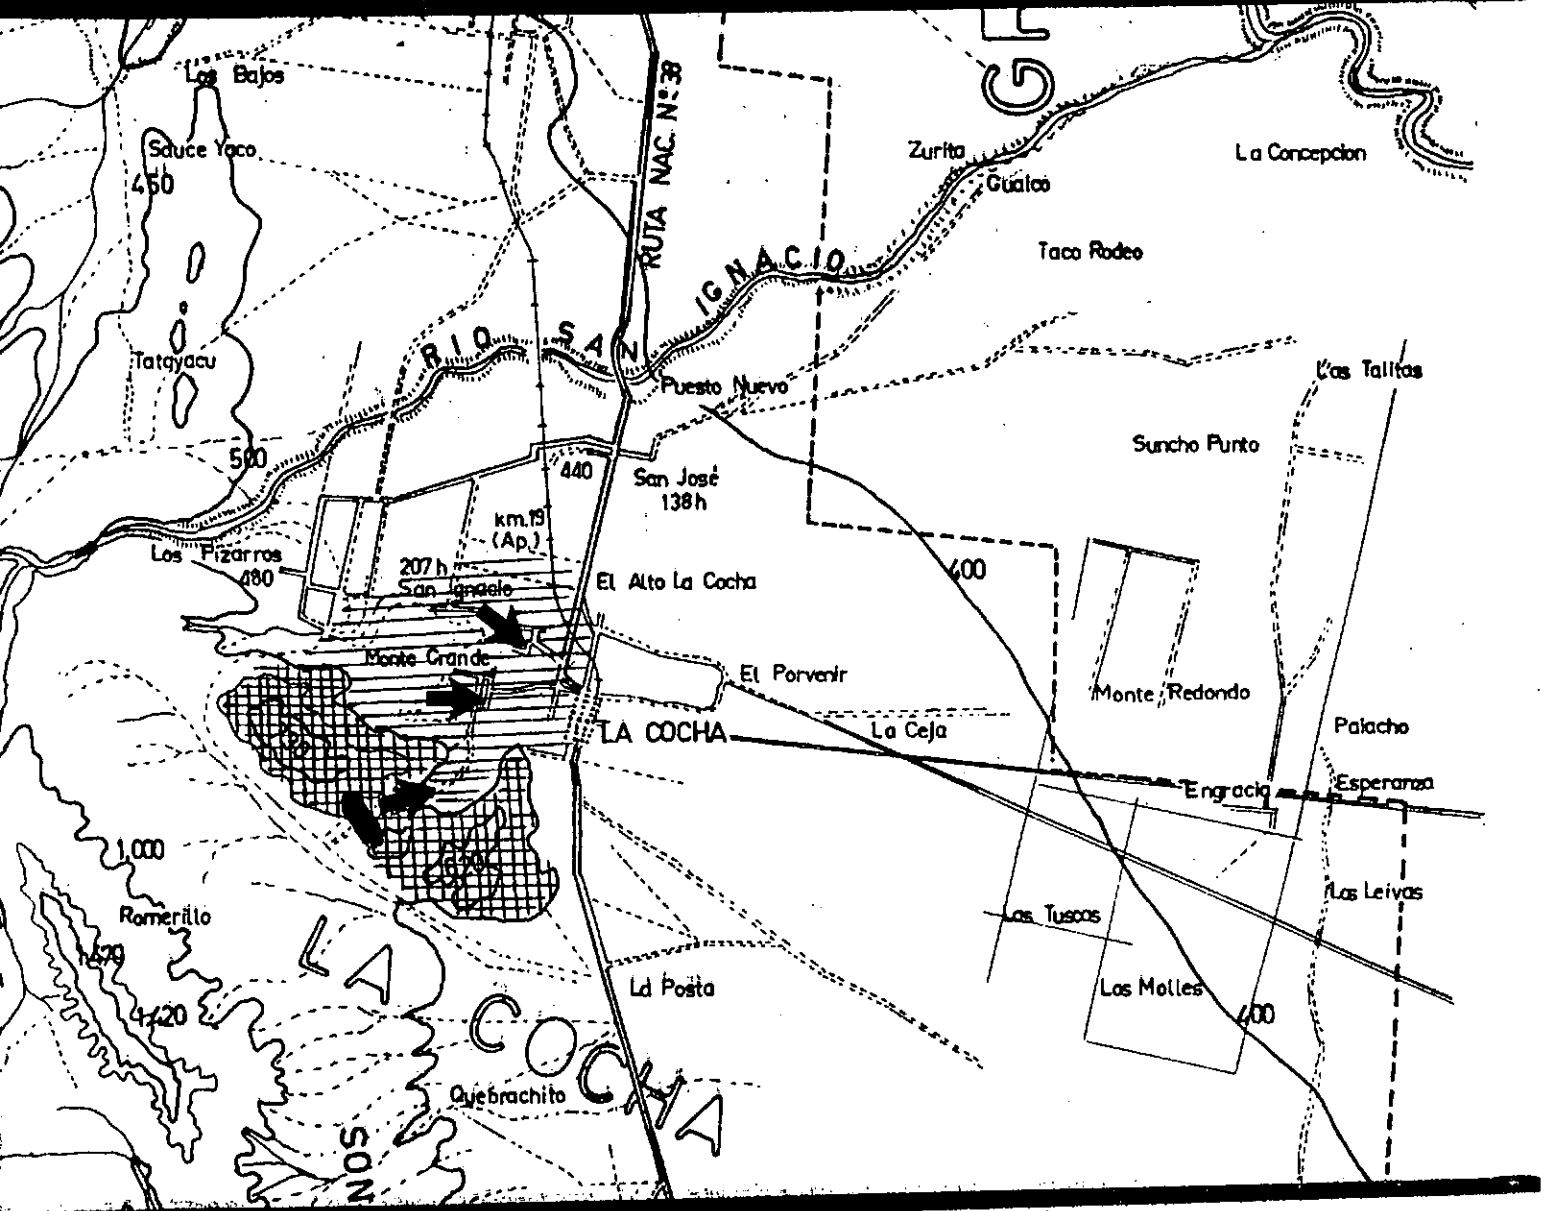 Los Bajos
Sauce Yaco
450
RUTA NAC. Nº 38
Zurita
Gualco
La Concepcion
Taco Rodeo
RIO SAN IGNACIO
Tatayacu
Puesto Nuevo
Las Talitas
Suncho Punto
500
440
San José
138h
km.19
(Ap.)
Los Pizarros
480
207h
San Ignacio
El Alto La Cocha
400
Monte Grande
El Porvenir
Monte Redondo
LA COCHA
La Ceja
Palacho
Engracia
Esperanza
1,000
Romerillo
Las Tuscas
Los Leivas
La Posta
Los Molles
400
LA COCHA
Quebrachito
NOS